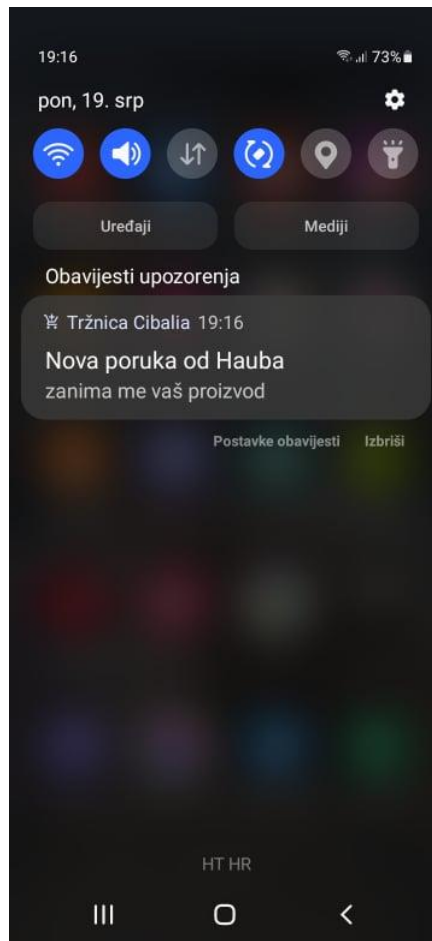 19:16 73%
pon, 19. srp
Uređaji Mediji
Obavijesti upozorenja
Tržnica Cibalia 19:16
Nova poruka od Hauba
zanima me vaš proizvod
Postavke obavijesti Izbriši
HT HR